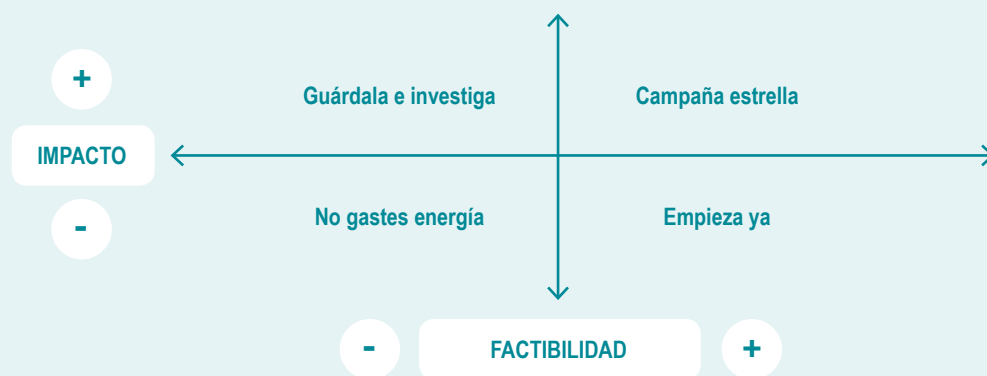 +
Guárdala e investiga
Campaña estrella
IMPACTO
-
No gastes energía
Empieza ya
-
FACTIBILIDAD
+